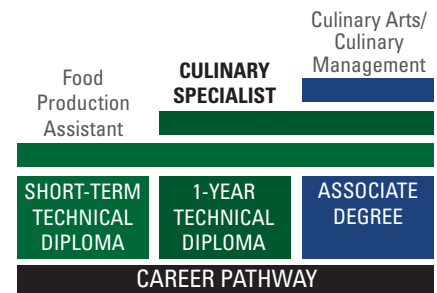 Food
Production
Assistant
CULINARY
SPECIALIST
Culinary Arts/
Culinary
Management
SHORT-TERM
TECHNICAL
DIPLOMA
1-YEAR
TECHNICAL
DIPLOMA
ASSOCIATE
DEGREE
CAREER PATHWAY